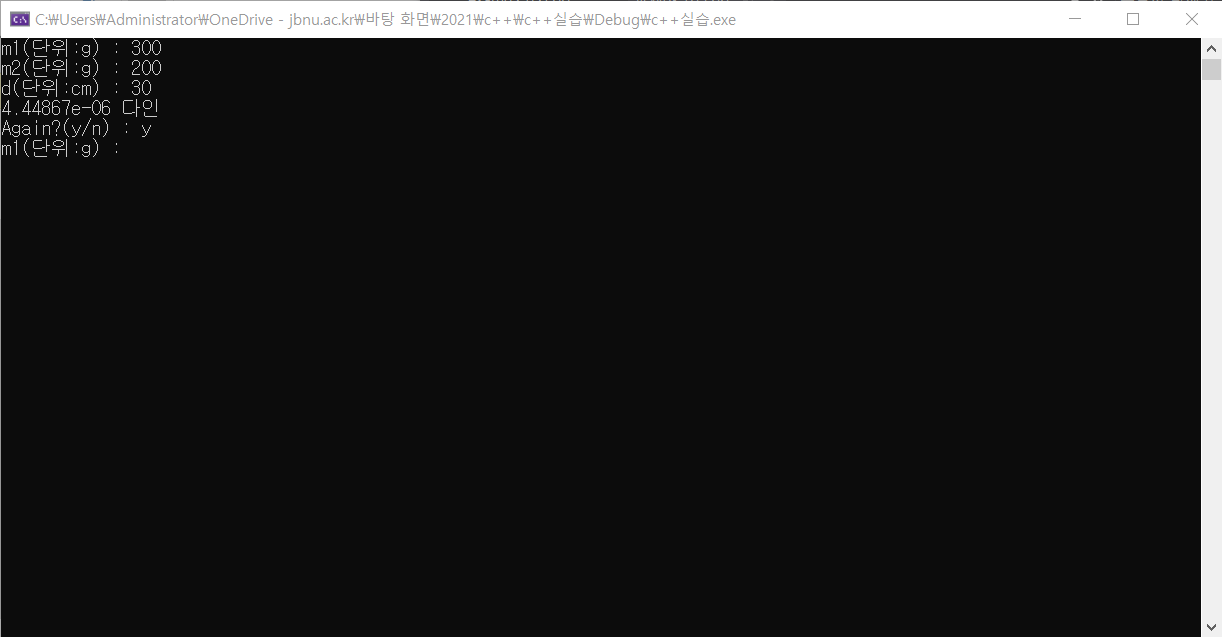 C:\Users\Administrator\OneDrive - jbnu.ac.kr\바탕 화면\2021\c++\c++실습\Debug\c++실습.exe
m1(단위:g) : 300
m2(단위:g) : 200
d(단위:cm) : 30
4.44867e-06 다인
Again?(y/n) : y
m1(단위:g) :